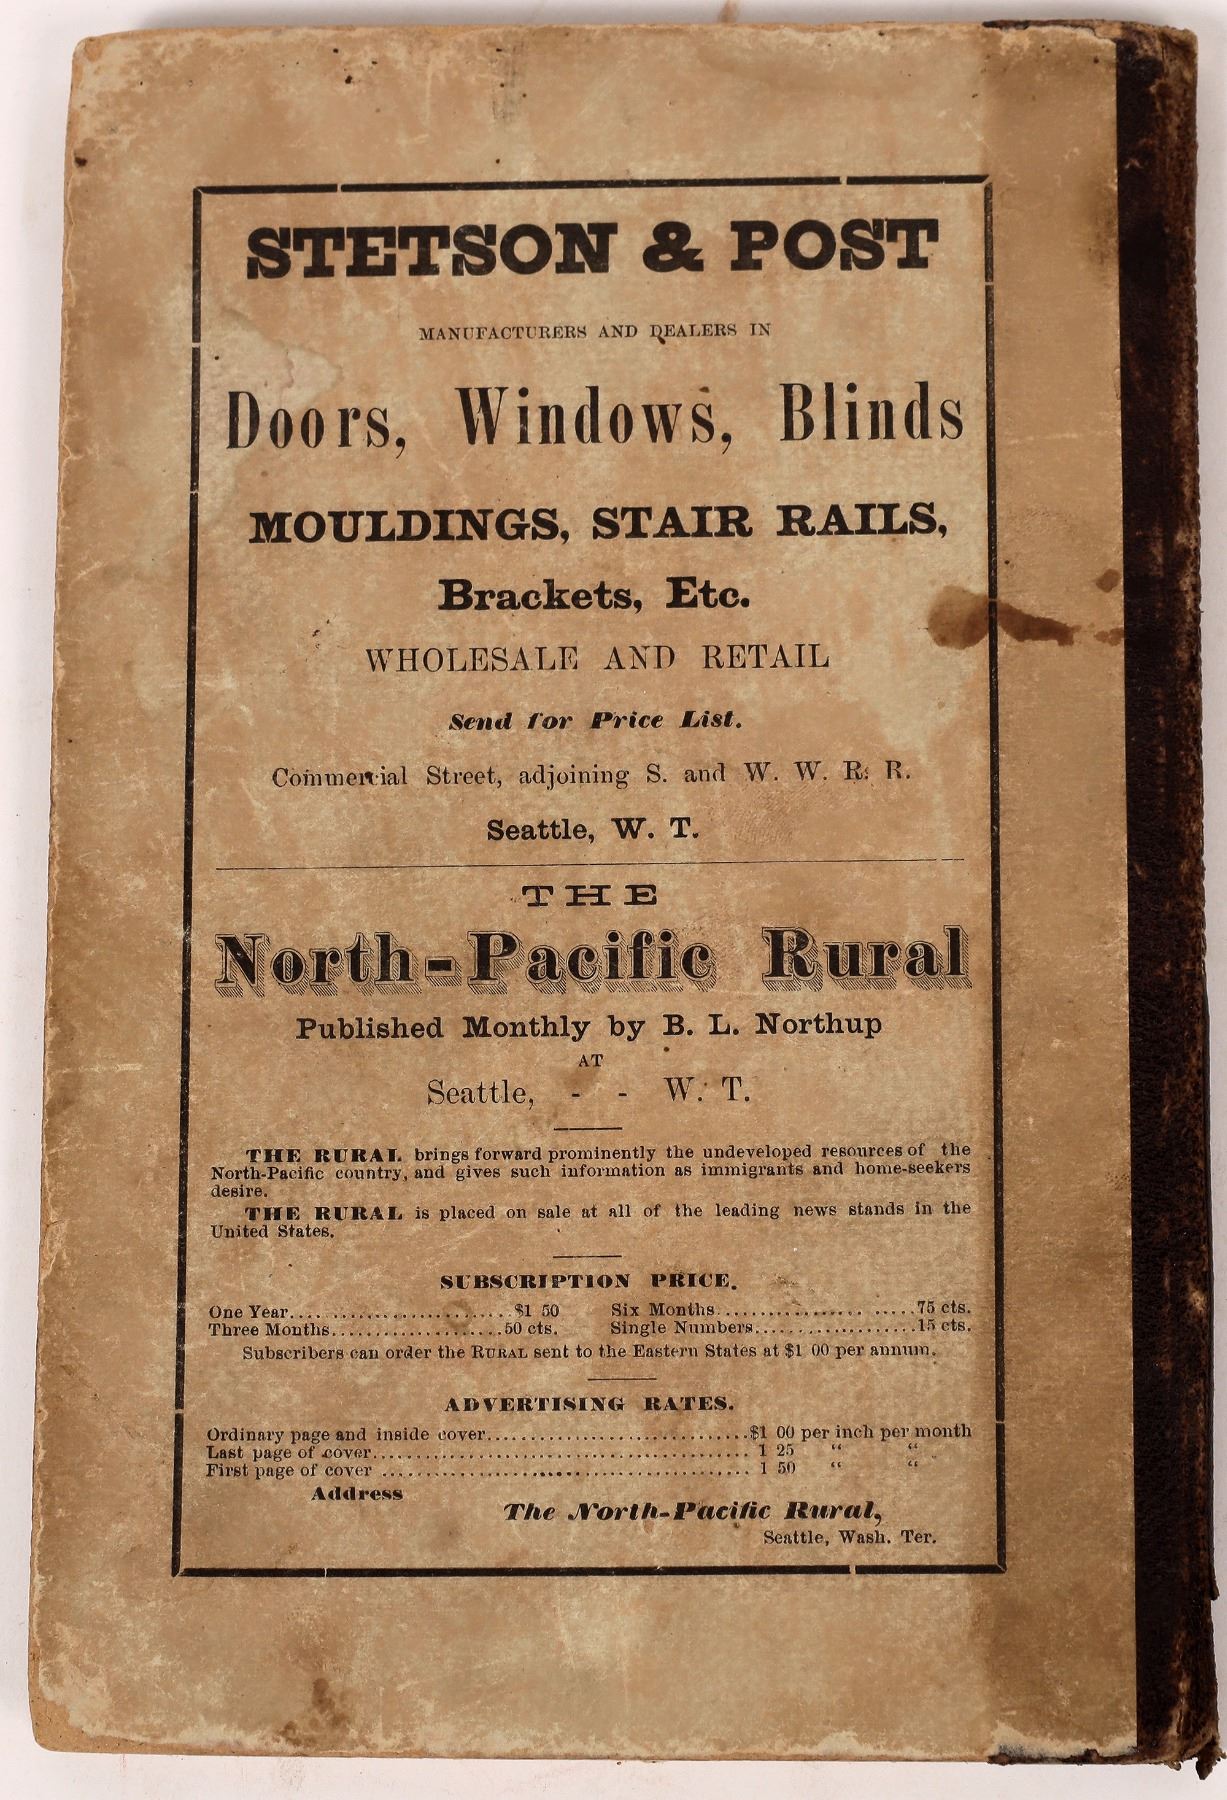 STETSON & POST
MANUFACTURERS AND DEALERS IN
Doors, Windows, Blinds
MOULDINGS, STAIR RAILS,
Brackets, Etc.
WHOLESALE AND RETAIL
Send for Price List.
Commercial Street, adjoining S. and W. W. R. R.
Seattle, W. T.
THE
North-Pacific Rural
Published Monthly by B. L. Northup
AT
Seattle, - - W. T.
THE RURAL brings forward prominently the undeveloped resources of the
North-Pacific country, and gives such information as immigrants and home-seekers
desire.
THE RURAL is placed on sale at all of the leading news stands in the
United States.
SUBSCRIPTION PRICE.
One Year..........................$1 50 Six Months......................75 cts.
Three Months....................50 cts. Single Numbers...................15 cts.
Subscribers can order the RURAL sent to the Eastern States at $1 00 per annum.
ADVERTISING RATES.
Ordinary page and inside cover..............................$1 00 per inch per month
Last page of cover........................................... 1 25 “ “
First page of cover .......................................... 1 50 “ “
Address
The North-Pacific Rural,
Seattle, Wash. Ter.